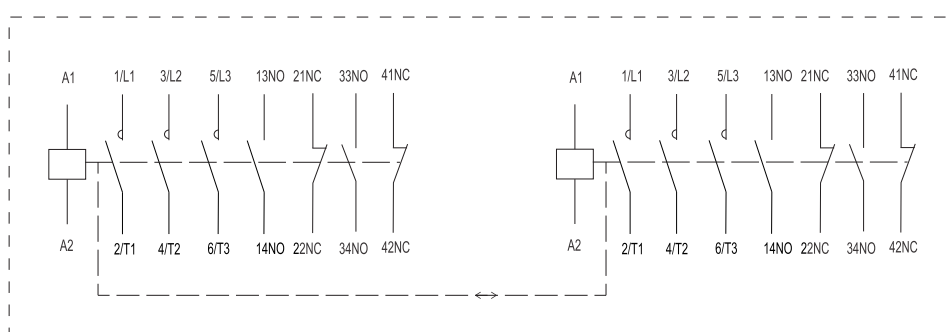 A1 1/L1 3/L2 5/L3 13NO 21NC 33NO 41NC
A2 2/T1 4/T2 6/T3 14NO 22NC 34NO 42NC
A1 1/L1 3/L2 5/L3 13NO 21NC 33NO 41NC
A2 2/T1 4/T2 6/T3 14NO 22NC 34NO 42NC